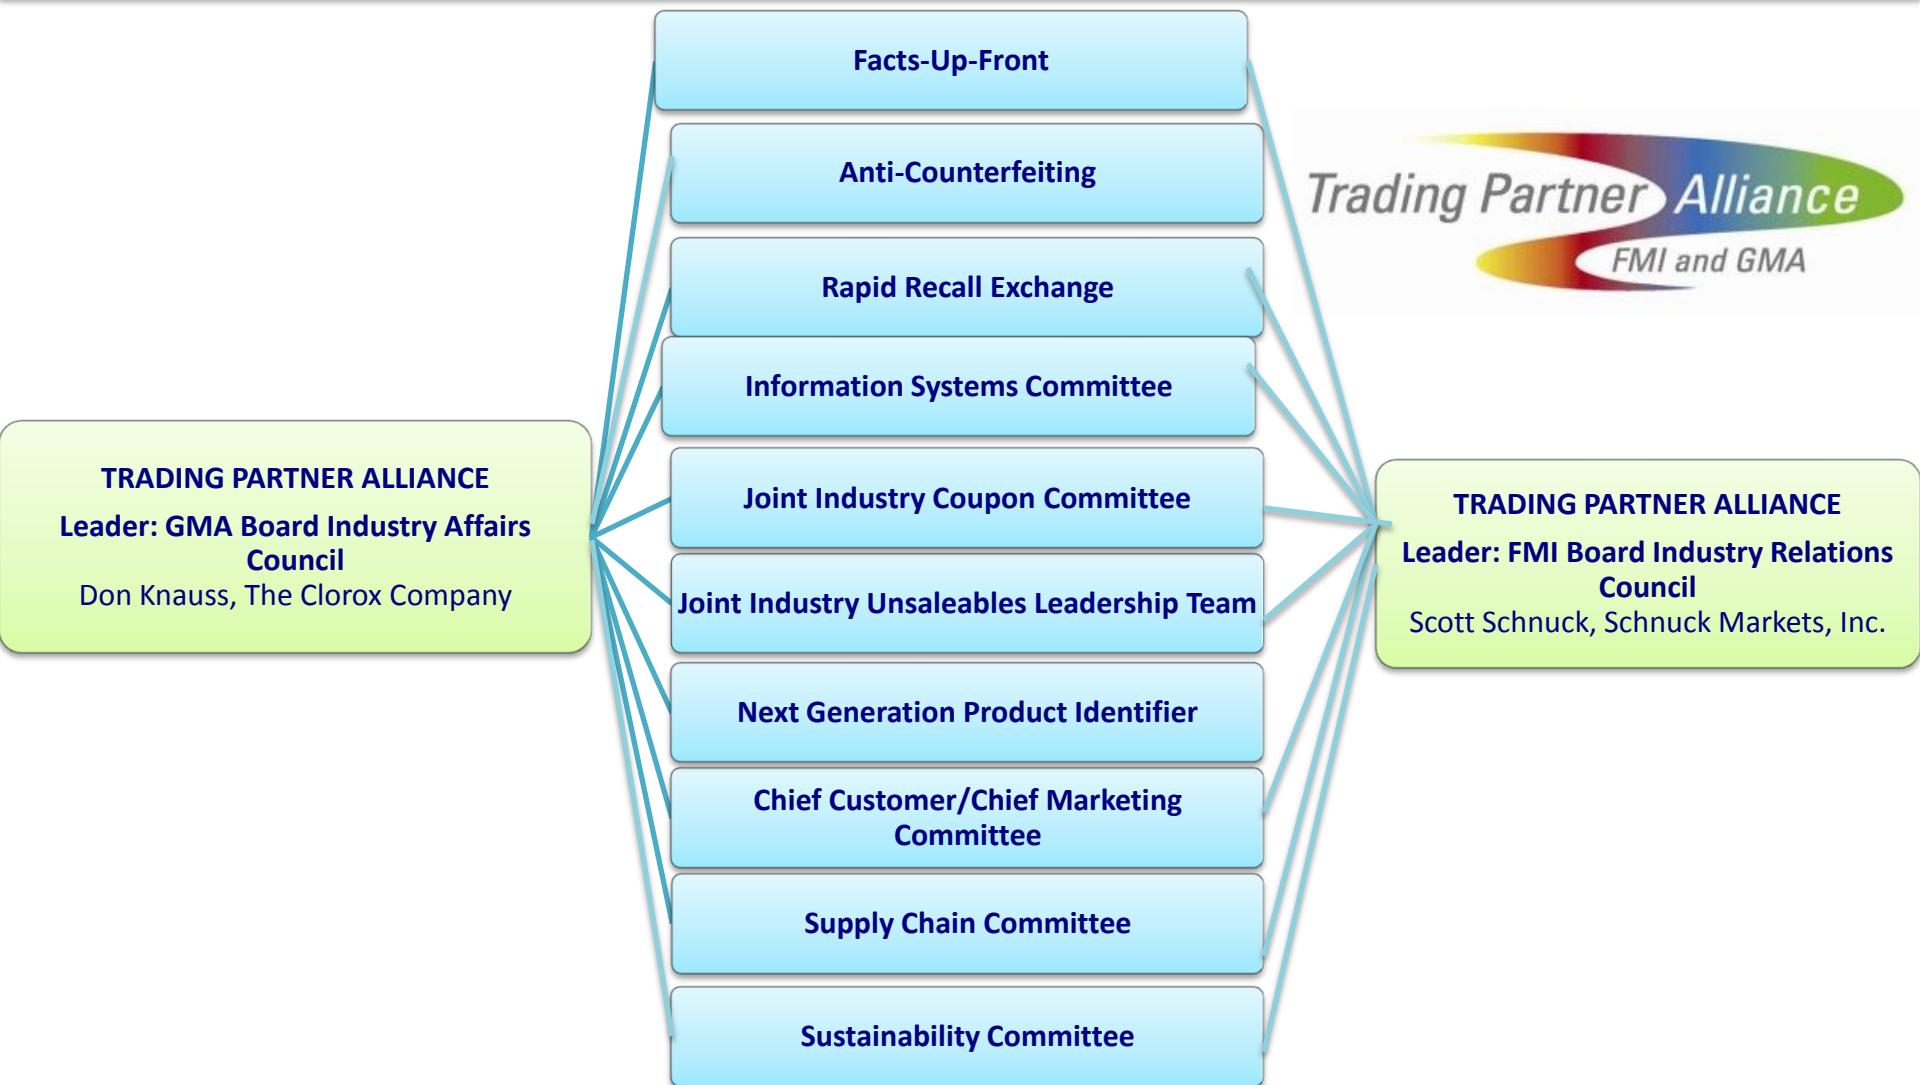 Facts-Up-Front
Anti-Counterfeiting
Rapid Recall Exchange
Information Systems Committee
Joint Industry Coupon Committee
Joint Industry Unsaleables Leadership Team
Next Generation Product Identifier
Chief Customer/Chief Marketing
Committee
Supply Chain Committee
Sustainability Committee
TRADING PARTNER ALLIANCE
Leader: GMA Board Industry Affairs
Council
Don Knauss, The Clorox Company
Trading Partner Alliance
FMI and GMA
TRADING PARTNER ALLIANCE
Leader: FMI Board Industry Relations
Council
Scott Schnuck, Schnuck Markets, Inc.